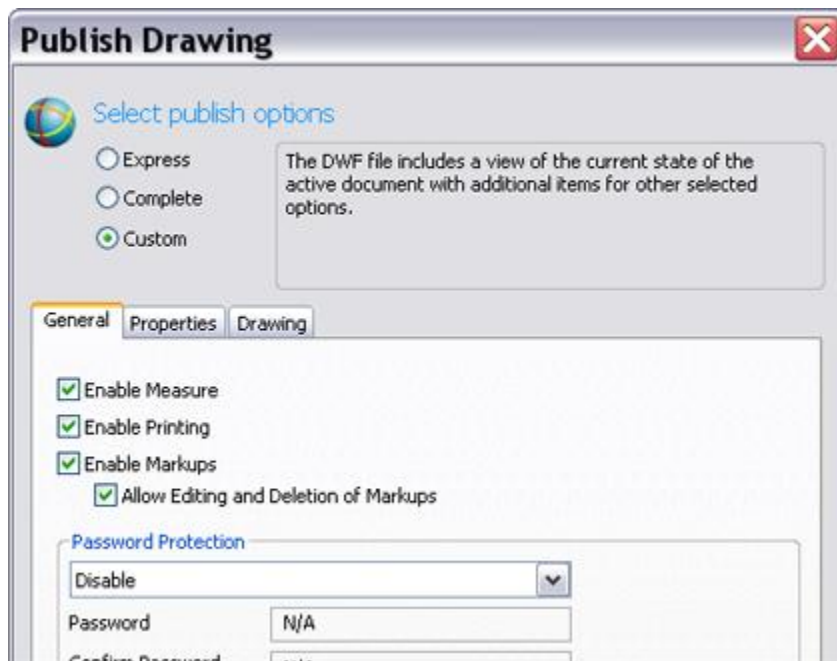 Publish Drawing
Select publish options
Express
Complete
Custom
The DWF file includes a view of the current state of the
active document with additional items for other selected
options.
General Properties Drawing
Enable Measure
Enable Printing
Enable Markups
Allow Editing and Deletion of Markups
Password Protection
Disable
Password N/A
Confirm Password